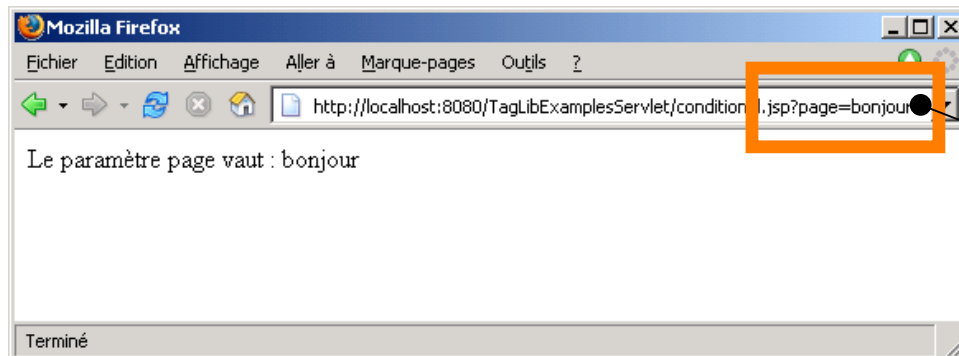 Mozilla Firefox
Fichier Edition Affichage Aller à Marque-pages Outils ?
http://localhost:8080/TagLibExamplesServlet/conditional.jsp?page=bonjour
Le paramètre page vaut : bonjour
Terminé